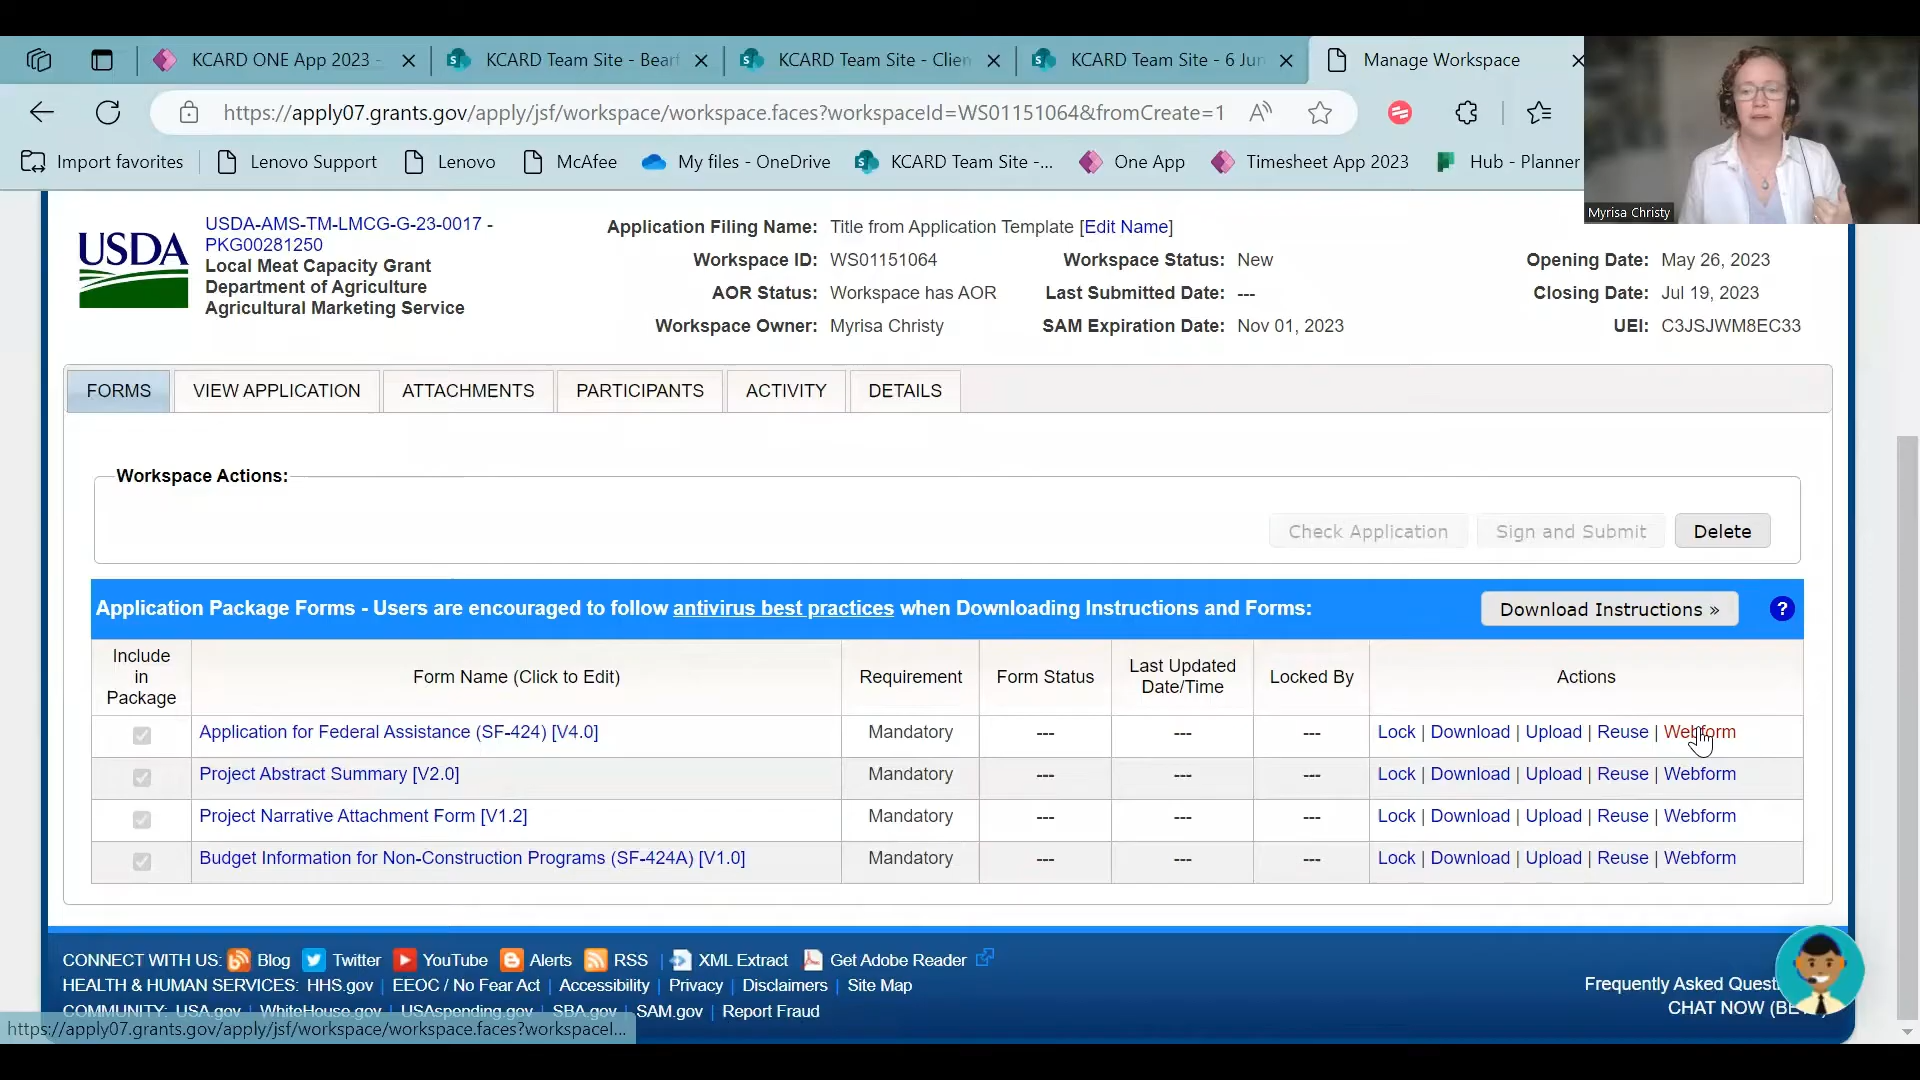 KCARD ONE App 2023 -
KCARD Team Site - Bearf
KCARD Team Site - Clien
KCARD Team Site - 6 Jun
Manage Workspace
https://apply07.grants.gov/apply/jsf/workspace/workspace.faces?workspaceId=WS01151064&fromCreate=1
Import favorites
Lenovo Support
Lenovo
McAfee
My files - OneDrive
KCARD Team Site -...
One App
Timesheet App 2023
Hub - Planner
Myrisa Christy
USDA
USDA-AMS-TM-LMCG-G-23-0017 -
PKG00281250
Local Meat Capacity Grant
Department of Agriculture
Agricultural Marketing Service
Application Filing Name: Title from Application Template [Edit Name]
Workspace ID: WS01151064 Workspace Status: New Opening Date: May 26, 2023
AOR Status: Workspace has AOR Last Submitted Date: --- Closing Date: Jul 19, 2023
Workspace Owner: Myrisa Christy SAM Expiration Date: Nov 01, 2023 UEI: C3JSJWM8EC33
FORMS VIEW APPLICATION ATTACHMENTS PARTICIPANTS ACTIVITY DETAILS
Workspace Actions:
Check Application Sign and Submit Delete
Application Package Forms - Users are encouraged to follow antivirus best practices when Downloading Instructions and Forms: Download Instructions » ?
Include in Package Form Name (Click to Edit) Requirement Form Status Last Updated Date/Time Locked By Actions
Application for Federal Assistance (SF-424) [V4.0] Mandatory --- --- --- Lock | Download | Upload | Reuse | Webform
Project Abstract Summary [V2.0] Mandatory --- --- --- Lock | Download | Upload | Reuse | Webform
Project Narrative Attachment Form [V1.2] Mandatory --- --- --- Lock | Download | Upload | Reuse | Webform
Budget Information for Non-Construction Programs (SF-424A) [V1.0] Mandatory --- --- --- Lock | Download | Upload | Reuse | Webform
CONNECT WITH US: Blog Twitter YouTube Alerts RSS | XML Extract Get Adobe Reader
HEALTH & HUMAN SERVICES: HHS.gov | EEOC / No Fear Act | Accessibility | Privacy | Disclaimers | Site Map
COMMUNITY: USA.gov | WhiteHouse.gov | USAspending.gov | SBA.gov | SAM.gov | Report Fraud
Frequently Asked Quest
CHAT NOW (BE
https://apply07.grants.gov/apply/jsf/workspace/workspace.faces?workspaceI...